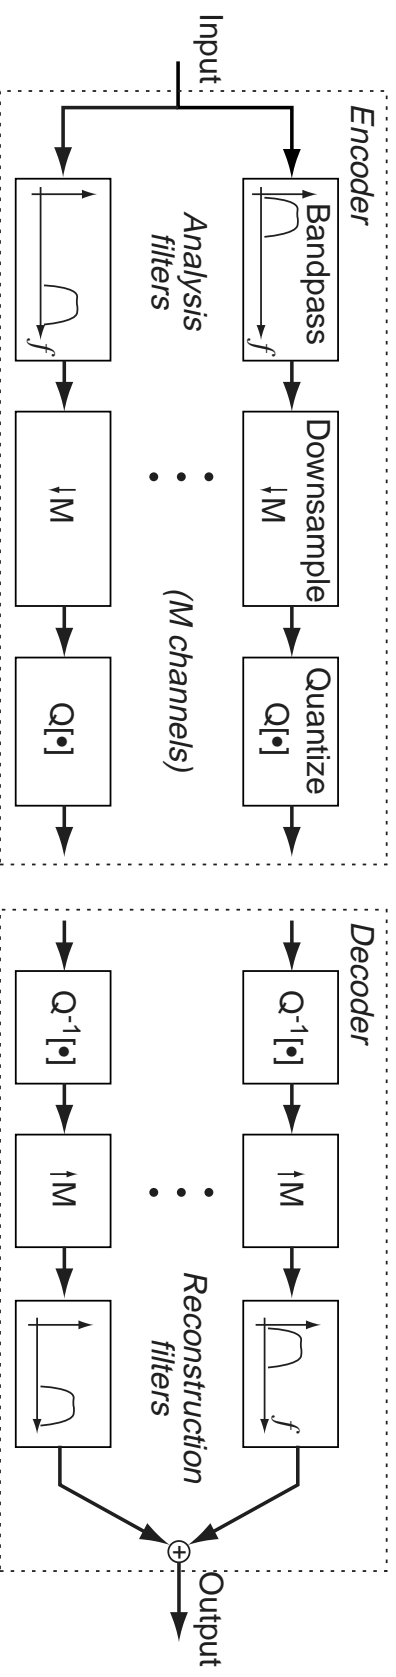 Encoder
Decoder
Bandpass
f
Downsample
↓M
Quantize
Q[•]
Q⁻¹[•]
↑M
f
Input
Analysis
filters
• • •
(M channels)
• • •
Reconstruction
filters
Output
+
f
↓M
Q[•]
Q⁻¹[•]
↑M